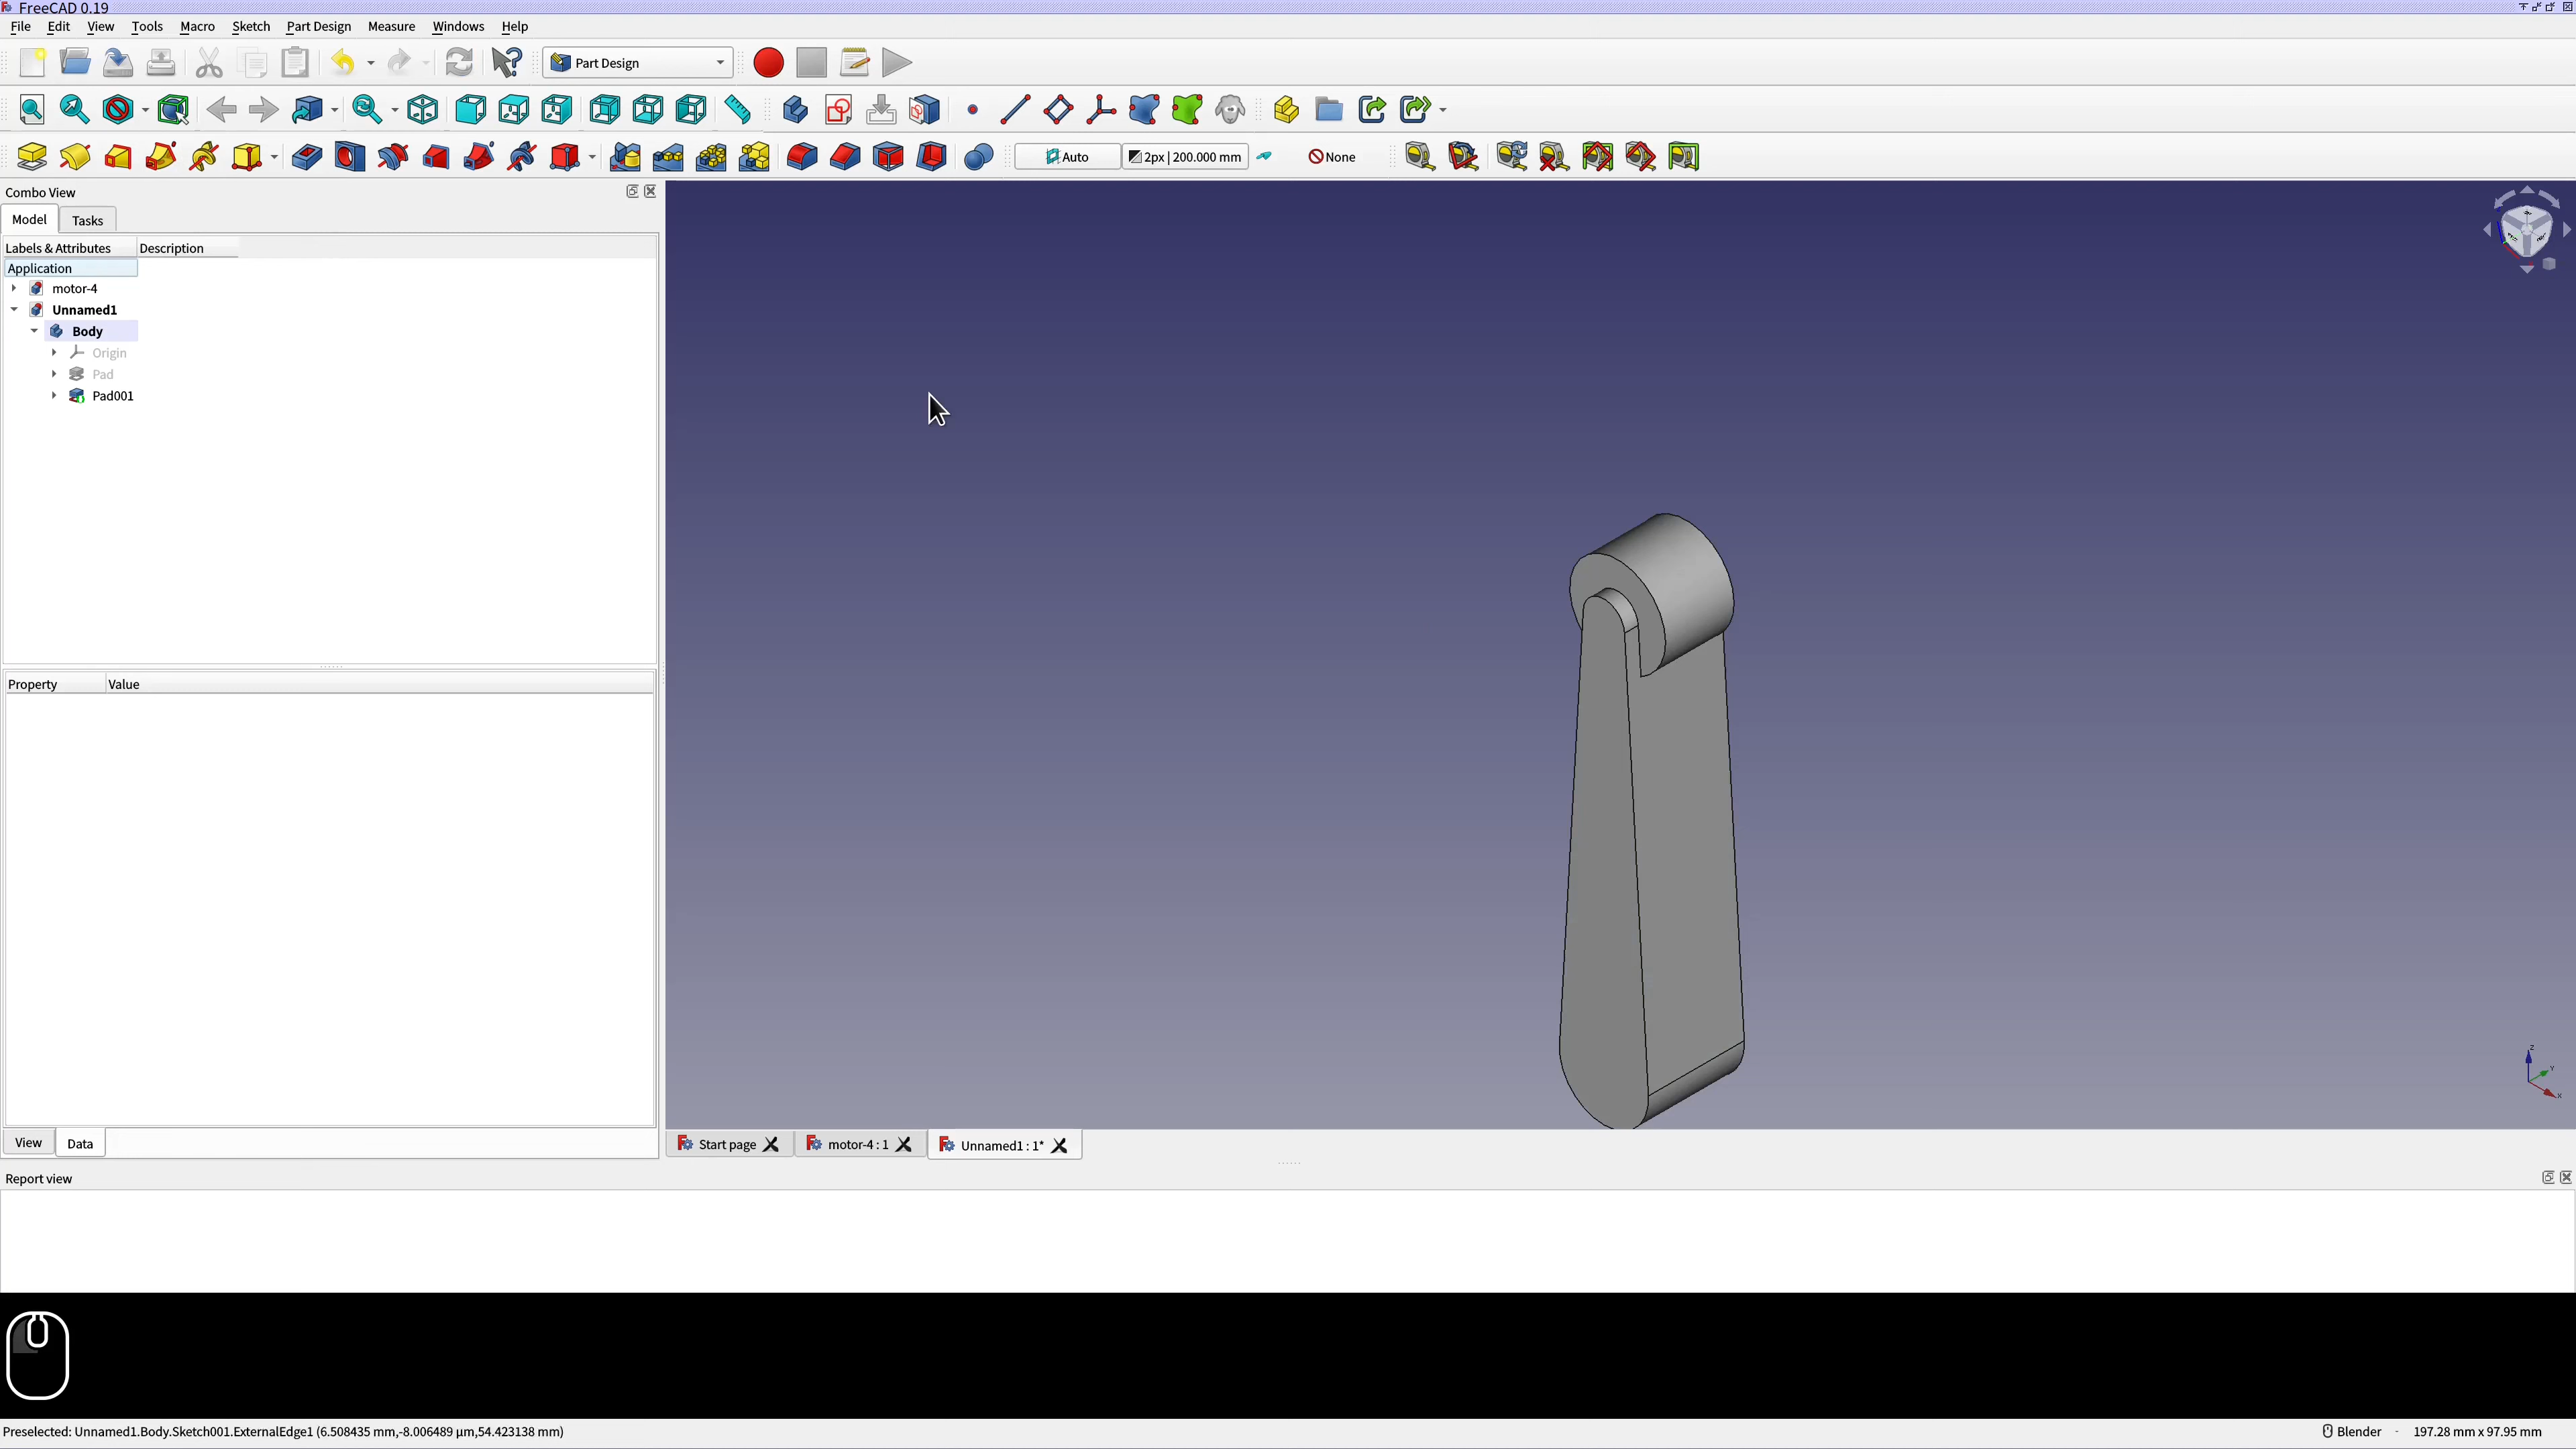 FreeCAD 0.19
File Edit View Tools Macro Sketch Part Design Measure Windows Help
Part Design
Auto 2px | 200.000 mm None
Combo View
Model Tasks
Labels & Attributes Description
Application
motor-4
Unnamed1
Body
Origin
Pad
Pad001
Property Value
View Data
Start page motor-4 : 1 Unnamed1 : 1*
Report view
Preselected: Unnamed1.Body.Sketch001.ExternalEdge1 (6.508435 mm,-8.006489 µm,54.423138 mm)
Blender - 197.28 mm x 97.95 mm